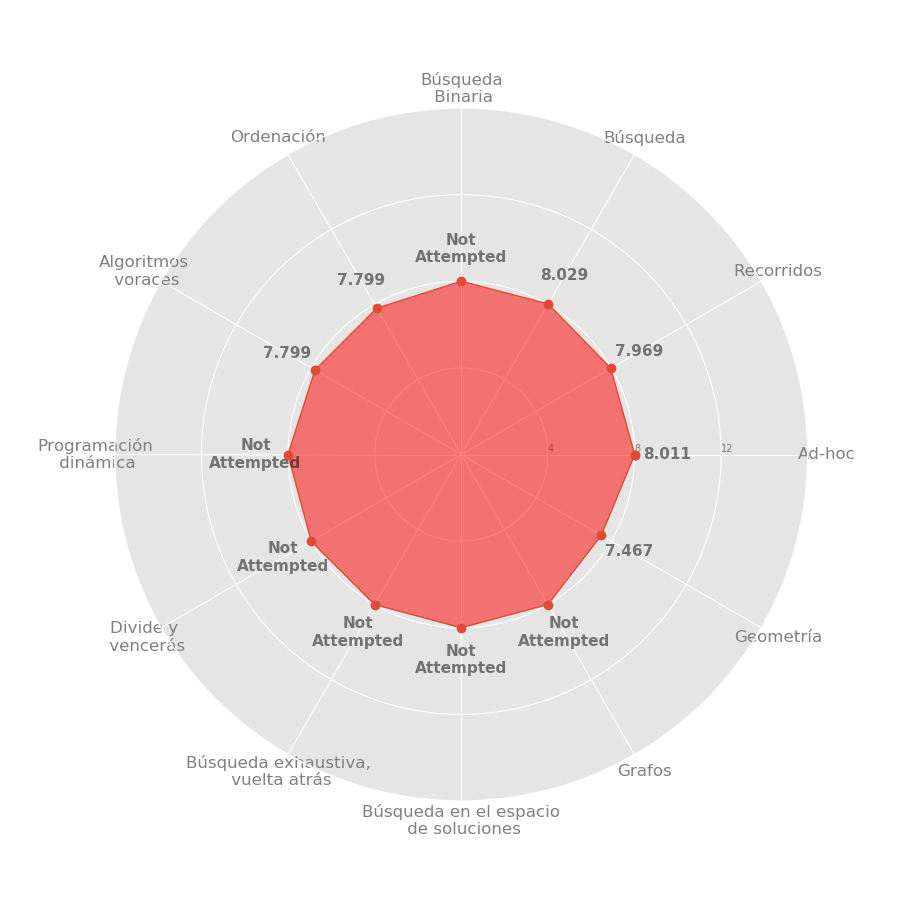 Búsqueda
Binaria
Ordenación
Búsqueda
Not
Attempted
Algoritmos
voraces
7.799
8.029
Recorridos
7.799
7.969
Programación
dinámica
Not
Attempted
4
8
12
8.011
Ad-hoc
Not
Attempted
7.467
Divide y
vencerás
Not
Attempted
Not
Attempted
Not
Attempted
Geometría
Búsqueda exhaustiva,
vuelta atrás
Grafos
Búsqueda en el espacio
de soluciones